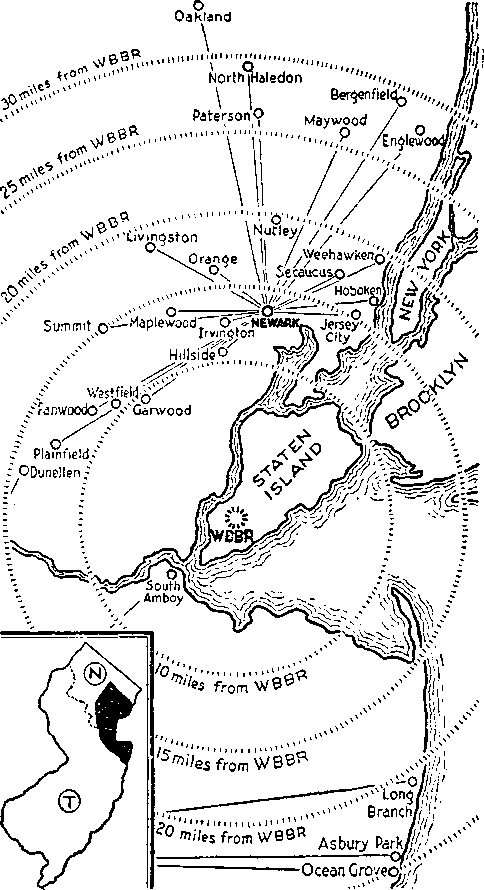 Oakland
30 miles from WBBR
North Haledon
Bergenfield
Paterson
Maywood
Englewood
25 miles from WBBR
20 miles from WBBR
Nutley
Livingston
Orange
Weehawken
Secaucus
Hoboken
NEW YORK
Summit
Maplewood
Irvington
NEWARK
Jersey
City
Hillside
BROOKLYN
Westfield
Fanwood
Garwood
Plainfield
Dunellen
STATEN
ISLAND
WBBR
South
Amboy
10 miles from WBBR
N
15 miles from WBBR
T
Long
Branch
20 miles from WBBR
Asbury Park
Ocean Grove